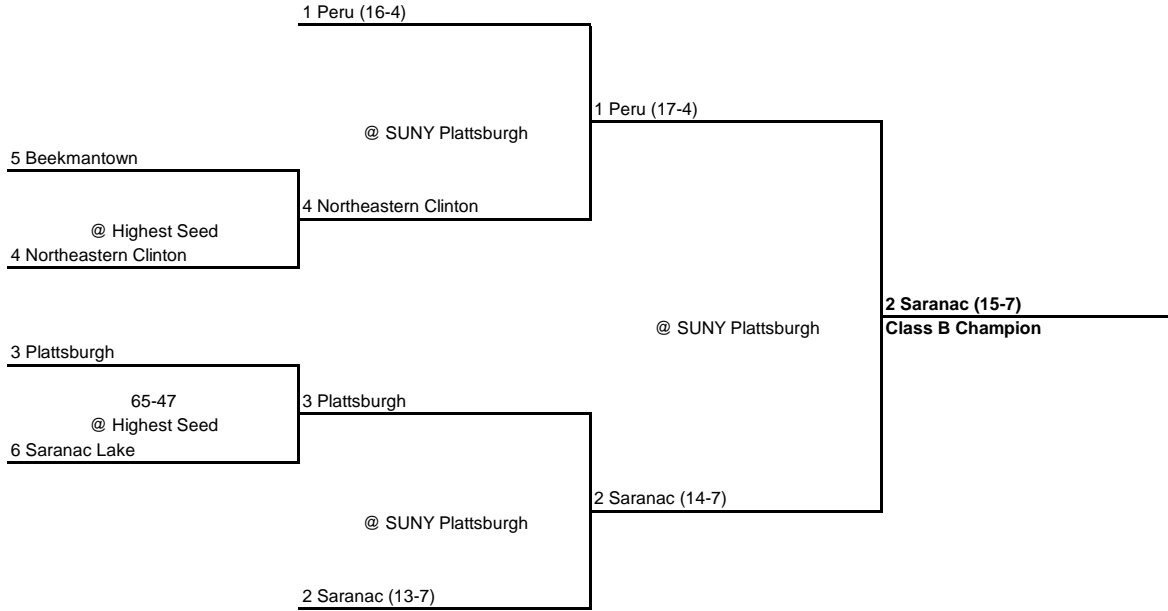 1 Peru (16-4)
1 Peru (17-4)
@ SUNY Plattsburgh
5 Beekmantown
4 Northeastern Clinton
@ Highest Seed
4 Northeastern Clinton
2 Saranac (15-7)
@ SUNY Plattsburgh
Class B Champion
3 Plattsburgh
65-47
3 Plattsburgh
@ Highest Seed
6 Saranac Lake
2 Saranac (14-7)
@ SUNY Plattsburgh
2 Saranac (13-7)